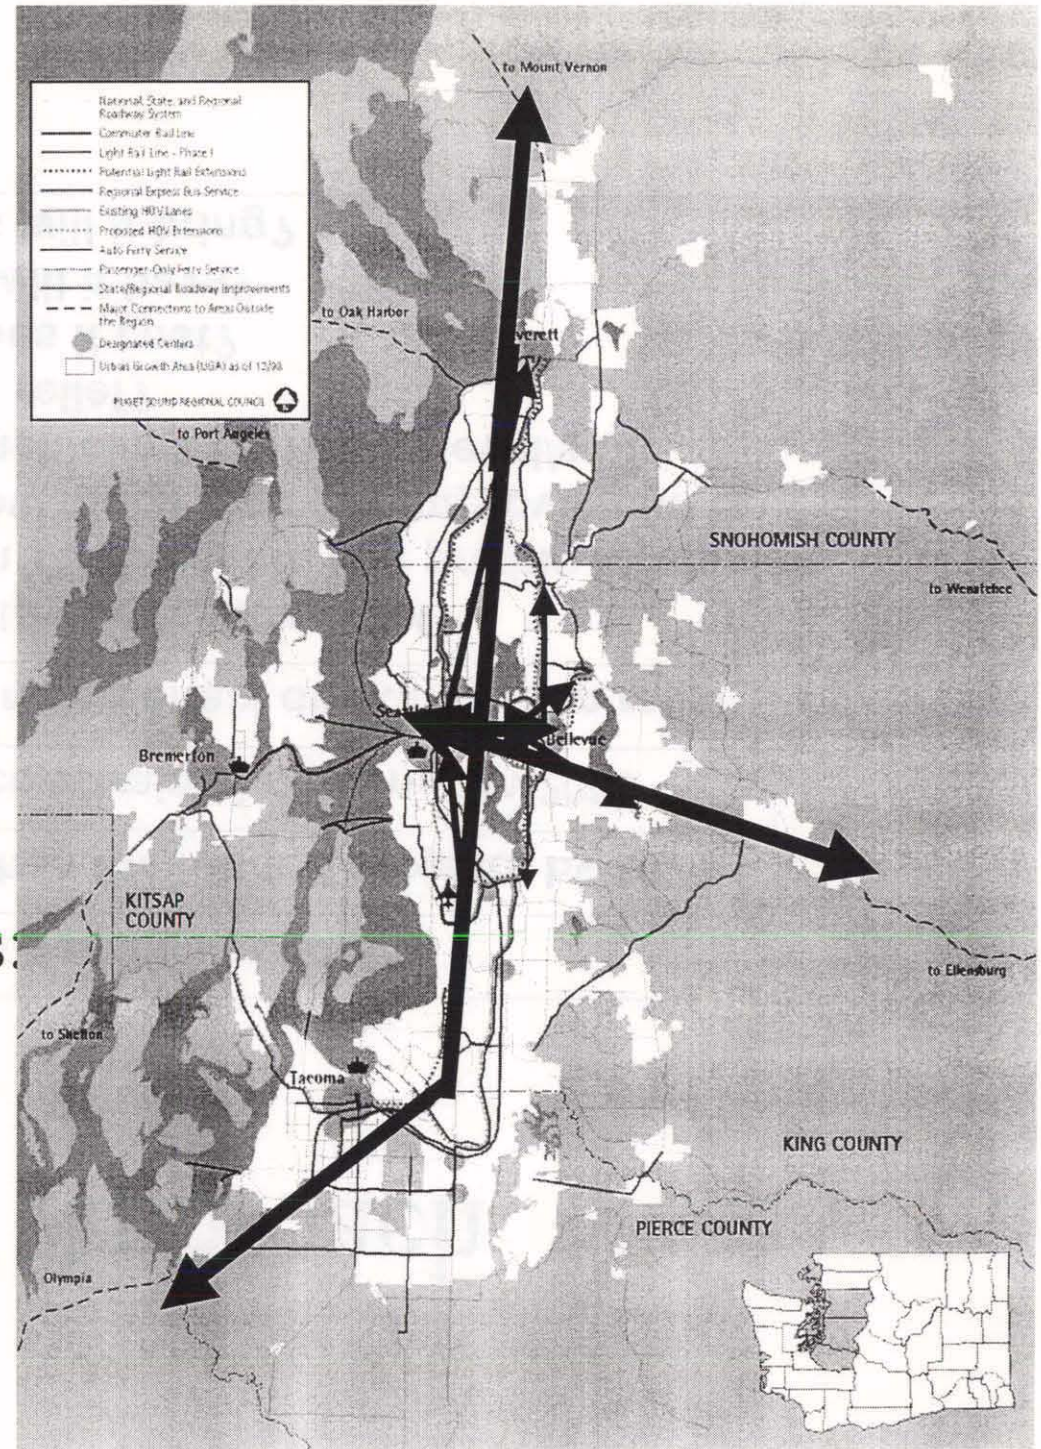 to Mount Vernon
National, State, and Regional
Roadway System
Commuter Rail Line
Light Rail Line - Phase I
Potential Light Rail Extensions
Regional Express Bus Service
Existing HOV Lanes
Proposed HOV Extensions
Auto Ferry Service
Passenger-Only Ferry Service
State/Regional Roadway Improvements
Major Connections to Areas Outside
the Region
Designated Centers
Urban Growth Area (UGA) as of 12/98
PUGET SOUND REGIONAL COUNCIL
to Oak Harbor
verett
to Port Angeles
SNOHOMISH COUNTY
to Wenatchee
Seattle
Bellevue
Bremerton
KITSAP
COUNTY
to Ellensburg
to Shelton
Tacoma
KING COUNTY
PIERCE COUNTY
Olympia